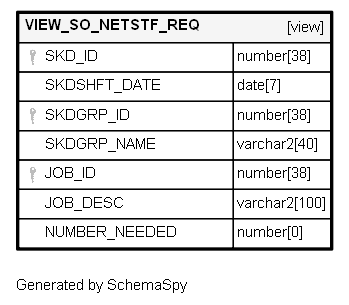 VIEW_SO_NETSTF_REQ [view]
SKD_ID number[38]
SKDSHFT_DATE date[7]
SKDGRP_ID number[38]
SKDGRP_NAME varchar2[40]
JOB_ID number[38]
JOB_DESC varchar2[100]
NUMBER_NEEDED number[0]
Generated by SchemaSpy